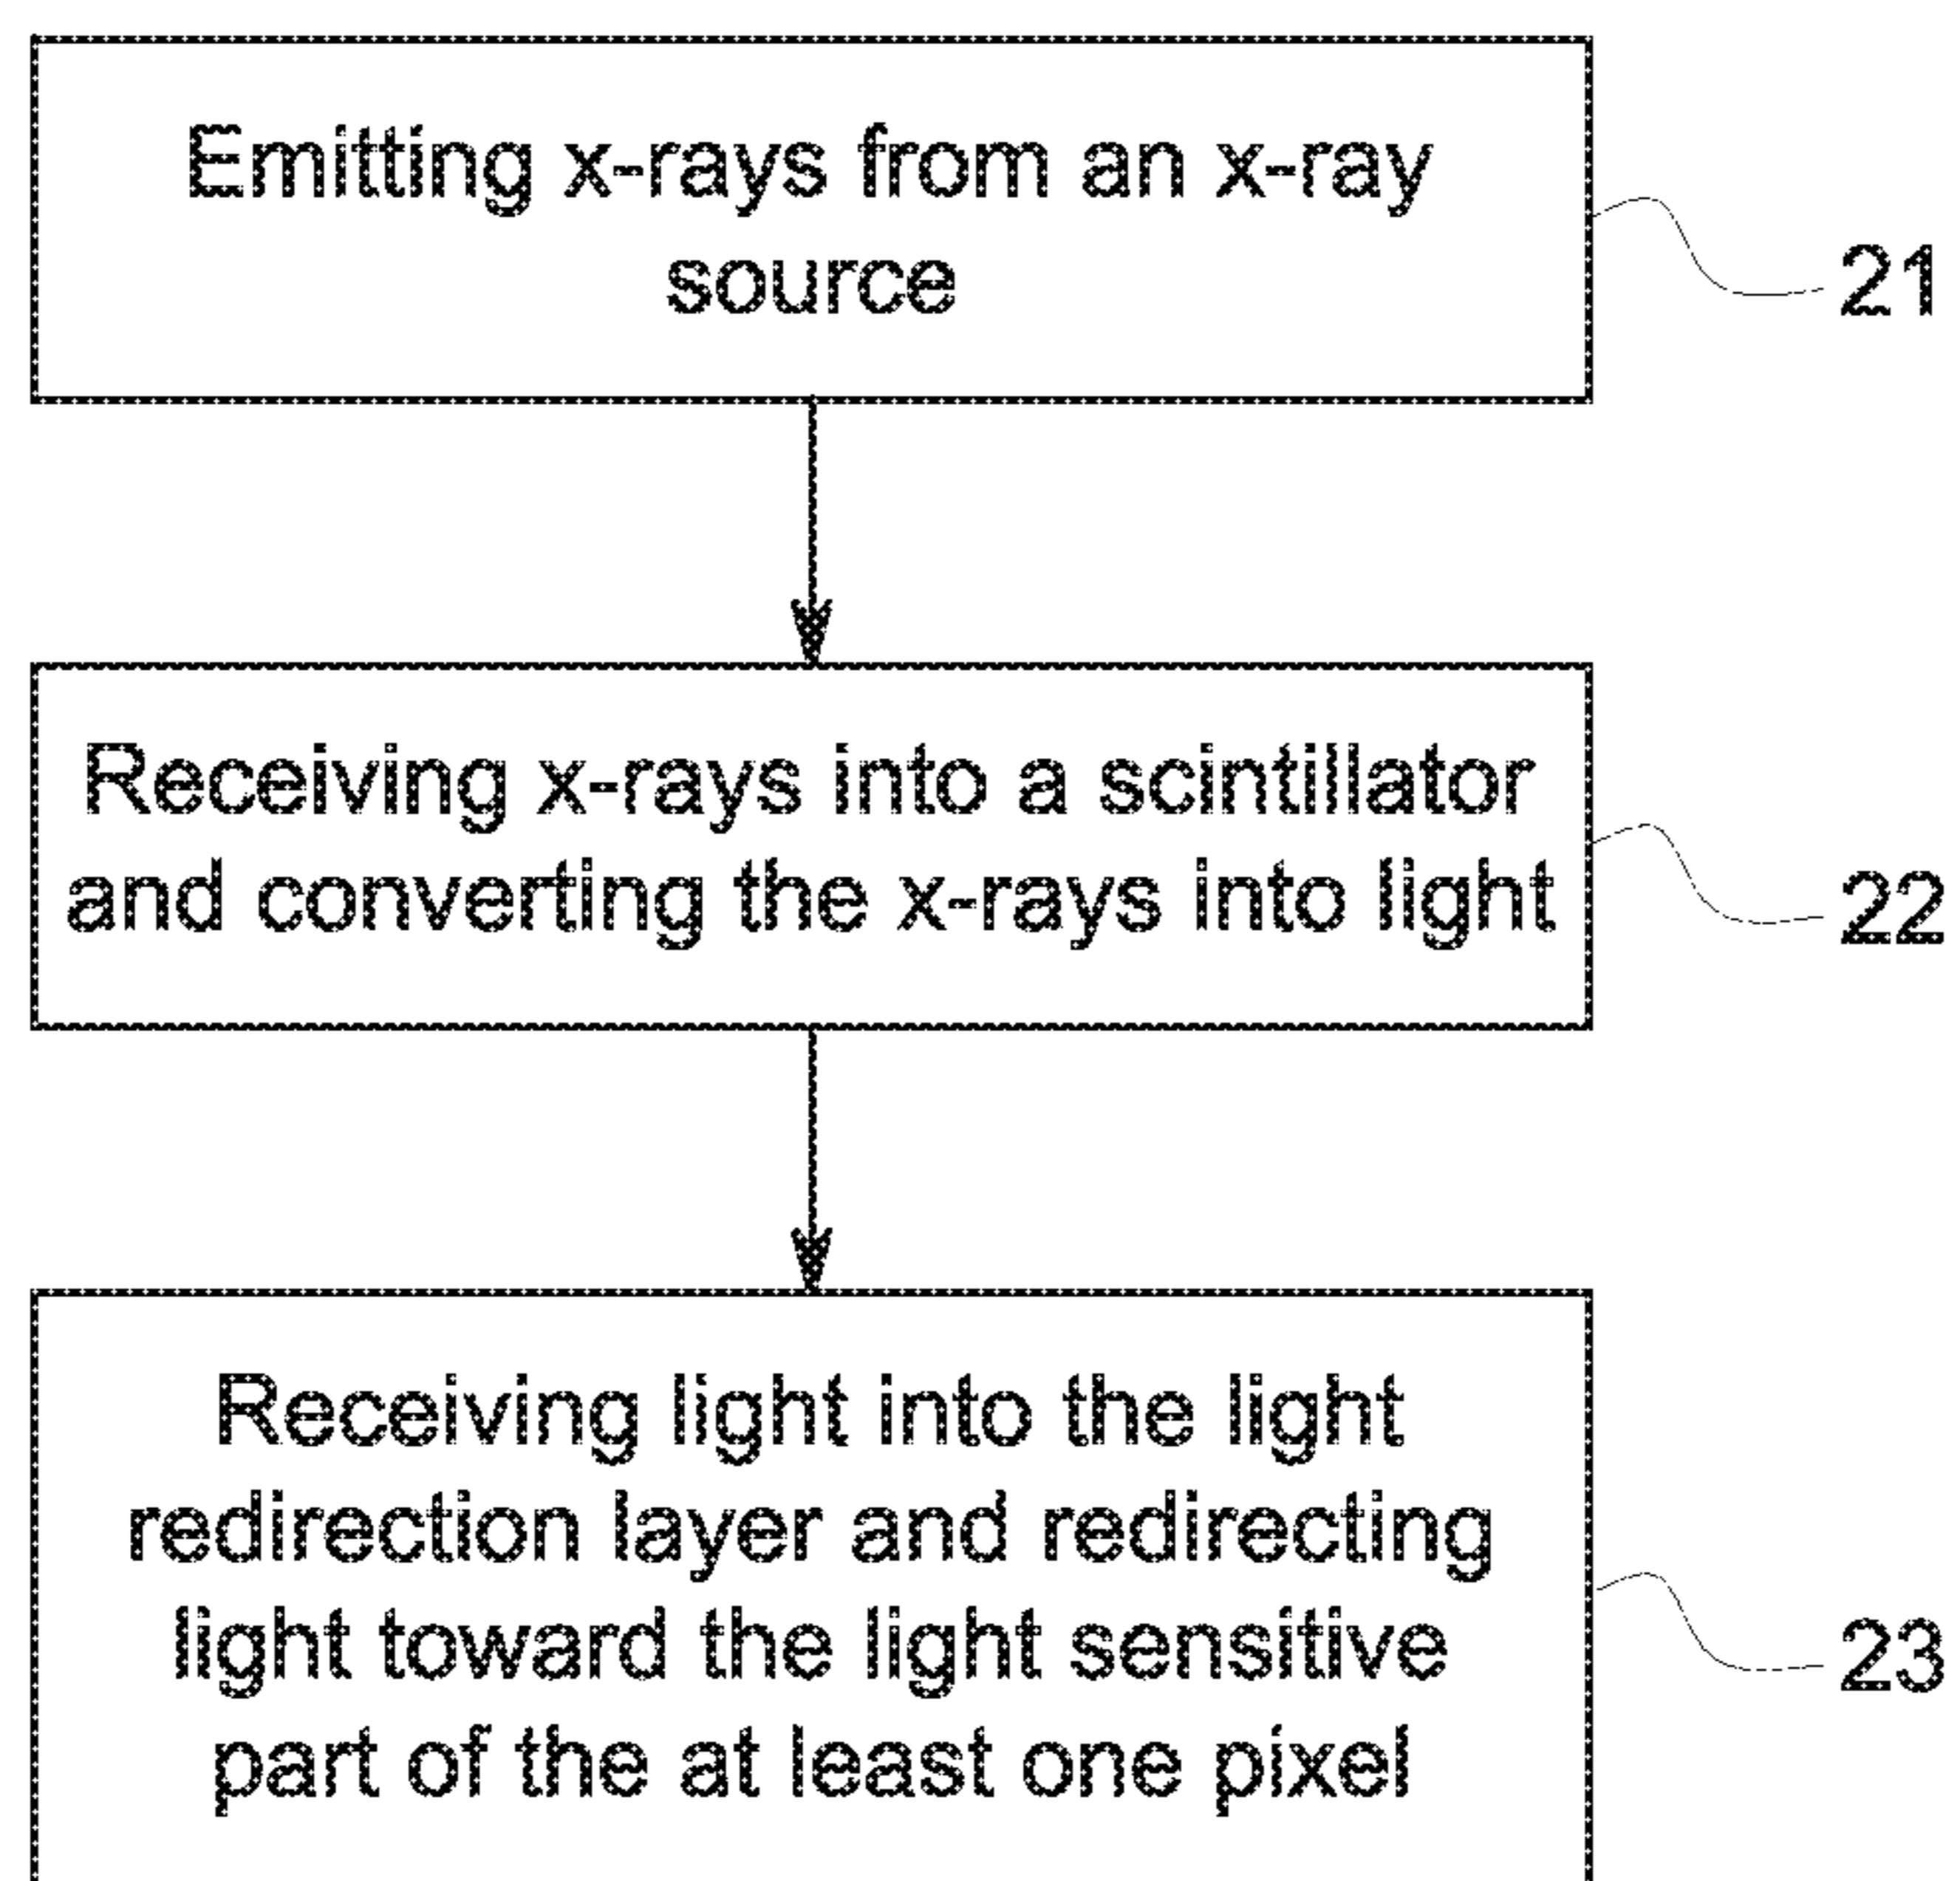 Emitting x-rays from an x-ray
source
21
Receiving x-rays into a scintillator
and converting the x-rays into light
22
Receiving light into the light
redirection layer and redirecting
light toward the light sensitive
part of the at least one pixel
23